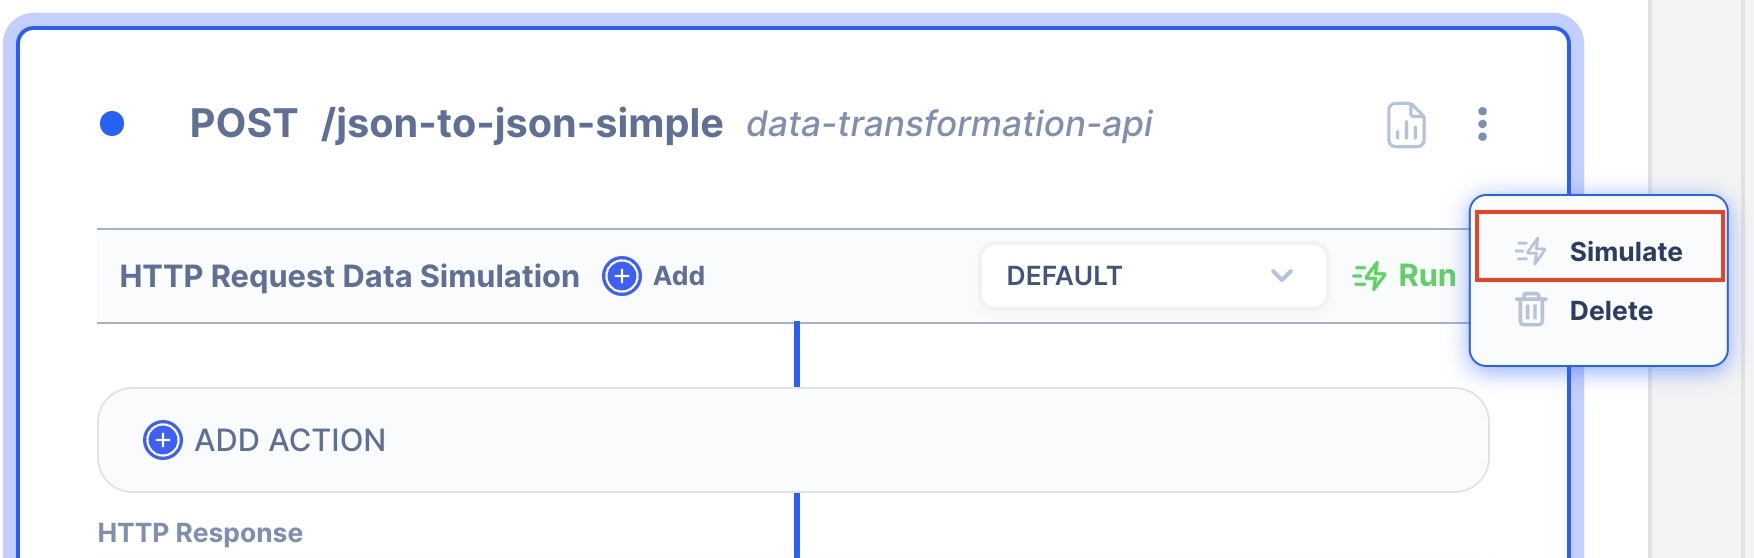 POST /json-to-json-simple data-transformation-api
HTTP Request Data Simulation Add DEFAULT Run
Simulate
Delete
ADD ACTION
HTTP Response